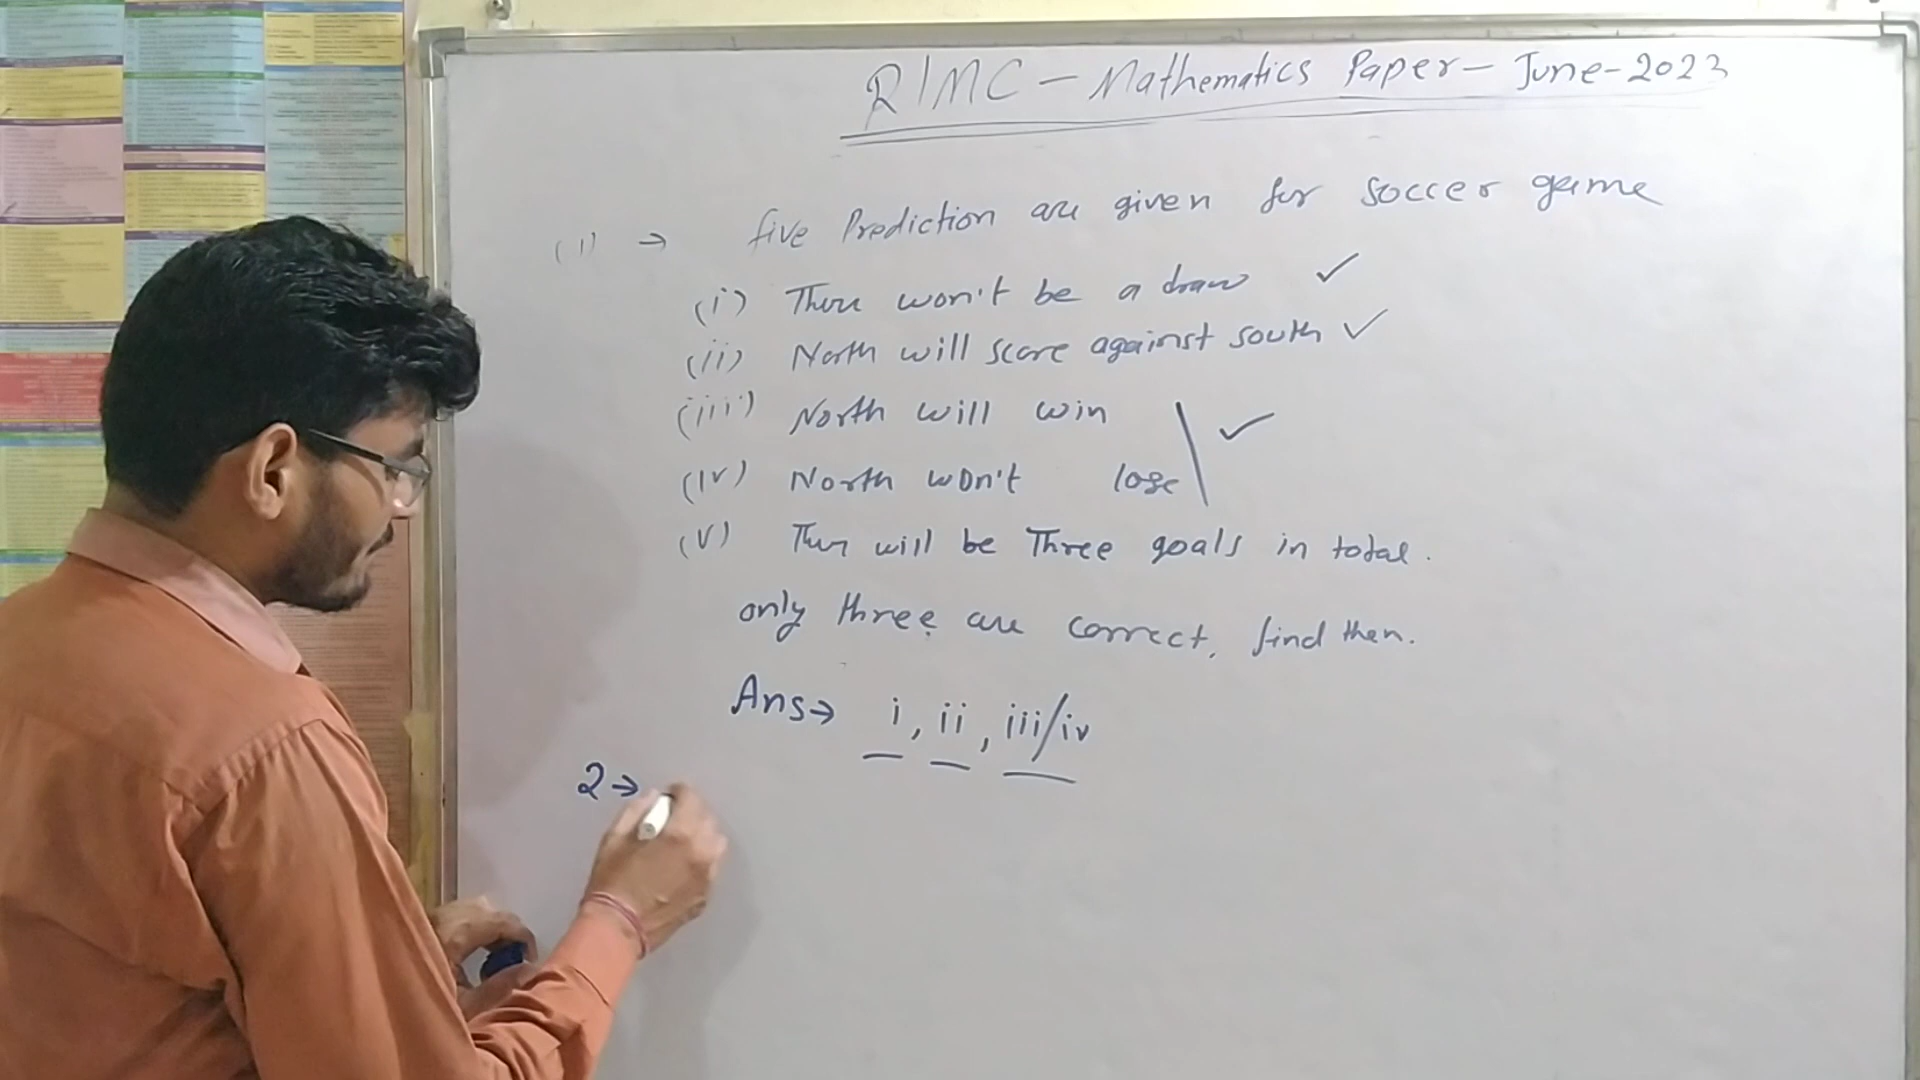 RIMC - Mathematics Paper - June-2023
(1) → five Prediction are given for soccer game
(i) There won't be a draw ✓
(ii) North will score against south ✓
(iii) North will win
(iv) North won't lose ✓
(v) Ther will be Three goals in total.
only three are correct, find then.
Ans→ i, ii, iii/iv
2→